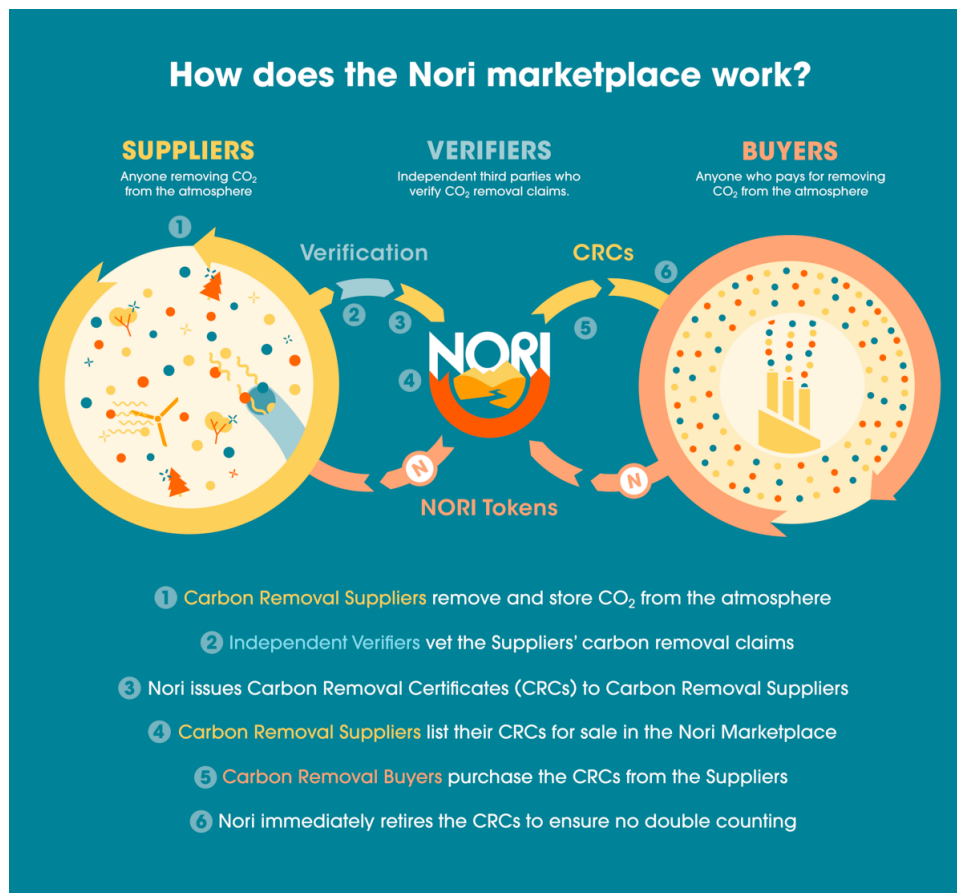 How does the Nori marketplace work?
SUPPLIERS
Anyone removing CO₂
from the atmosphere
VERIFIERS
Independent third parties who
verify CO₂ removal claims.
BUYERS
Anyone who pays for removing
CO₂ from the atmosphere
1
Verification
CRCs
6
2
3
5
NORI
4
N
N
NORI Tokens
1 Carbon Removal Suppliers remove and store CO₂ from the atmosphere
2 Independent Verifiers vet the Suppliers’ carbon removal claims
3 Nori issues Carbon Removal Certificates (CRCs) to Carbon Removal Suppliers
4 Carbon Removal Suppliers list their CRCs for sale in the Nori Marketplace
5 Carbon Removal Buyers purchase the CRCs from the Suppliers
6 Nori immediately retires the CRCs to ensure no double counting